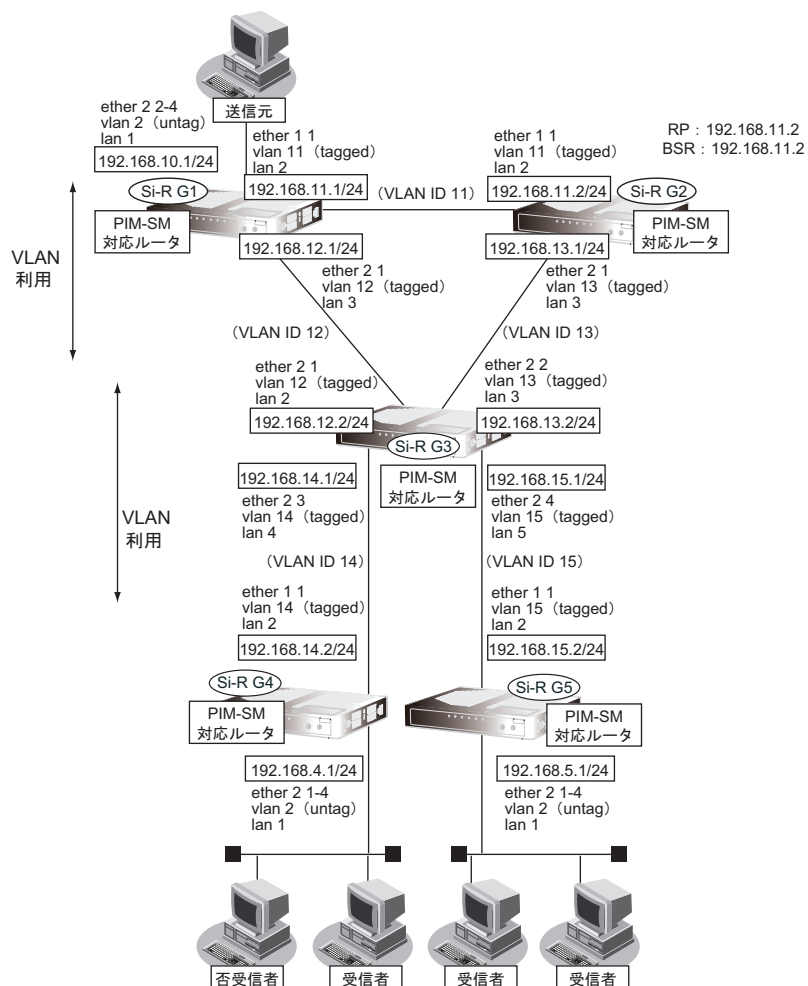 送信元
ether 2 2-4
vlan 2（untag）
lan 1
192.168.10.1/24
ether 1 1
vlan 11（tagged）
lan 2
192.168.11.1/24
（VLAN ID 11）
ether 1 1
vlan 11（tagged）
lan 2
192.168.11.2/24
RP：192.168.11.2
BSR：192.168.11.2
Si-R G1
PIM-SM
対応ルータ
Si-R G2
PIM-SM
対応ルータ
VLAN
利用
192.168.12.1/24
ether 2 1
vlan 12（tagged）
lan 3
192.168.13.1/24
ether 2 1
vlan 13（tagged）
lan 3
（VLAN ID 12）
（VLAN ID 13）
ether 2 1
vlan 12（tagged）
lan 2
192.168.12.2/24
ether 2 2
vlan 13（tagged）
lan 3
192.168.13.2/24
Si-R G3
PIM-SM
対応ルータ
VLAN
利用
192.168.14.1/24
ether 2 3
vlan 14（tagged）
lan 4
192.168.15.1/24
ether 2 4
vlan 15（tagged）
lan 5
（VLAN ID 14）
（VLAN ID 15）
ether 1 1
vlan 14（tagged）
lan 2
192.168.14.2/24
ether 1 1
vlan 15（tagged）
lan 2
192.168.15.2/24
Si-R G4
PIM-SM
対応ルータ
Si-R G5
PIM-SM
対応ルータ
192.168.4.1/24
ether 2 1-4
vlan 2（untag）
lan 1
192.168.5.1/24
ether 2 1-4
vlan 2（untag）
lan 1
否受信者
受信者
受信者
受信者